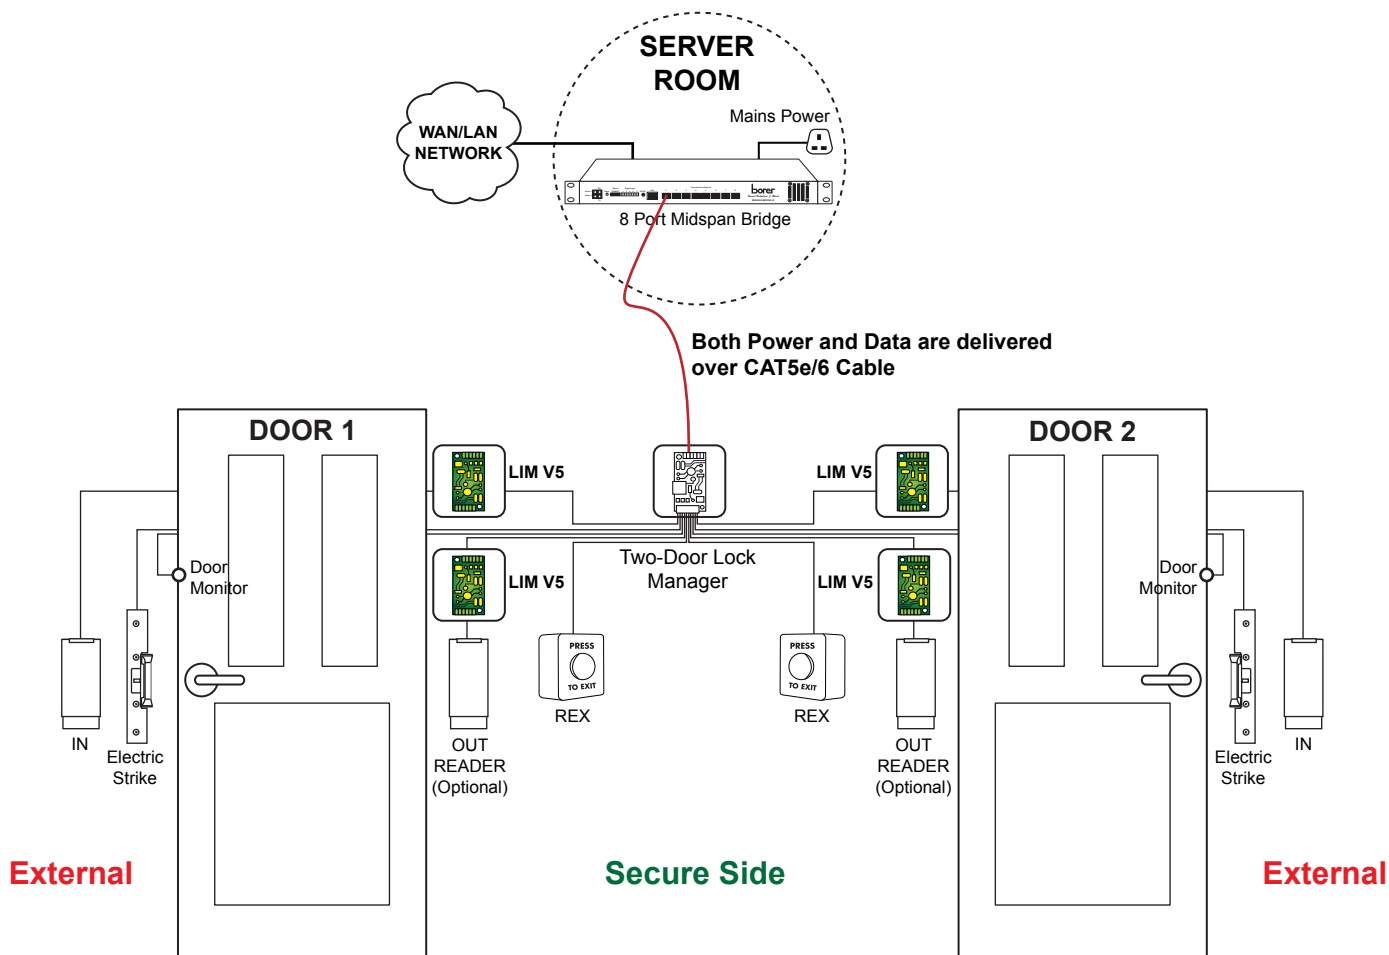 SERVER
ROOM
Mains Power
WAN/LAN
NETWORK
borer
8 Port Midspan Bridge
Both Power and Data are delivered
over CAT5e/6 Cable
DOOR 1
DOOR 2
LIM V5
LIM V5
Two-Door Lock
Manager
LIM V5
LIM V5
Door
Monitor
Door
Monitor
PRESS
TO EXIT
PRESS
TO EXIT
REX
REX
IN
Electric
Strike
OUT
READER
(Optional)
OUT
READER
(Optional)
Electric
Strike
IN
External
Secure Side
External